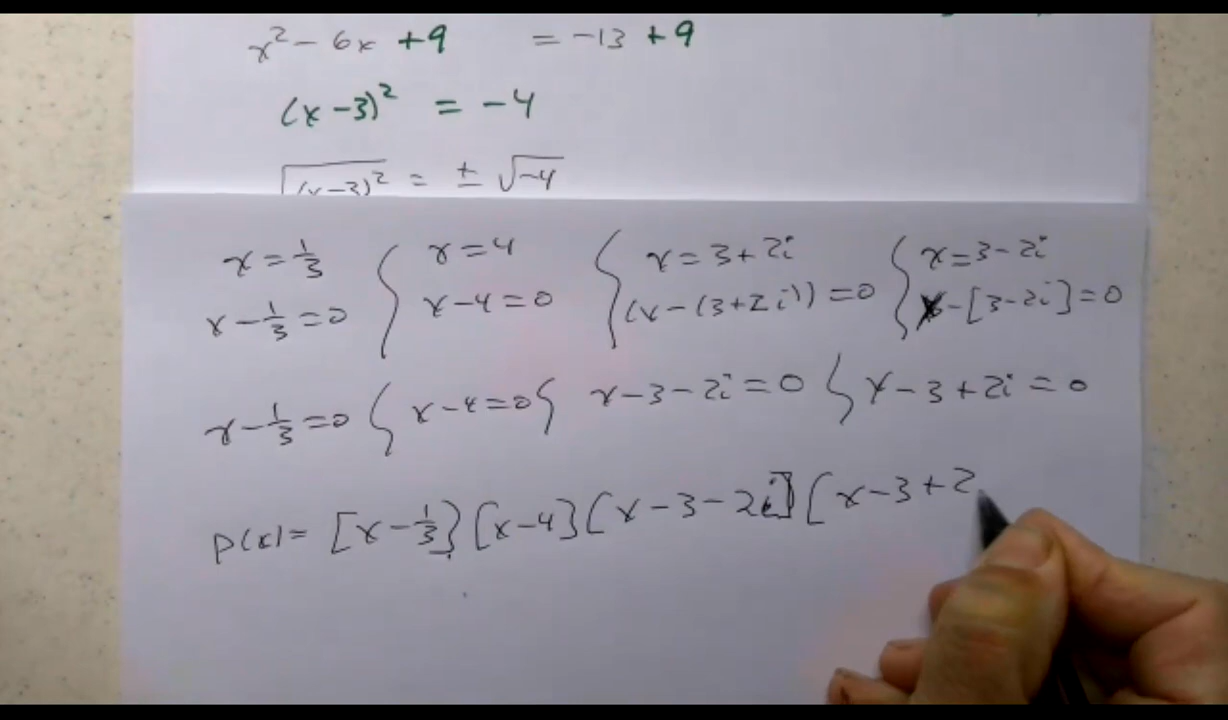 x² - 6x + 9 = -13 + 9
(x - 3)² = -4
√(x - 3)² = ± √-4
x = 1/3 { x = 4 { x = 3 + 2i { x = 3 - 2i
x - 1/3 = 0 { x - 4 = 0 { (x - (3 + 2i)) = 0 { x - [3 - 2i] = 0
x - 1/3 = 0 { x - 4 = 0 { x - 3 - 2i = 0 { x - 3 + 2i = 0
p(x) = [x - 1/3} [x - 4} (x - 3 - 2i] [x - 3 + 2